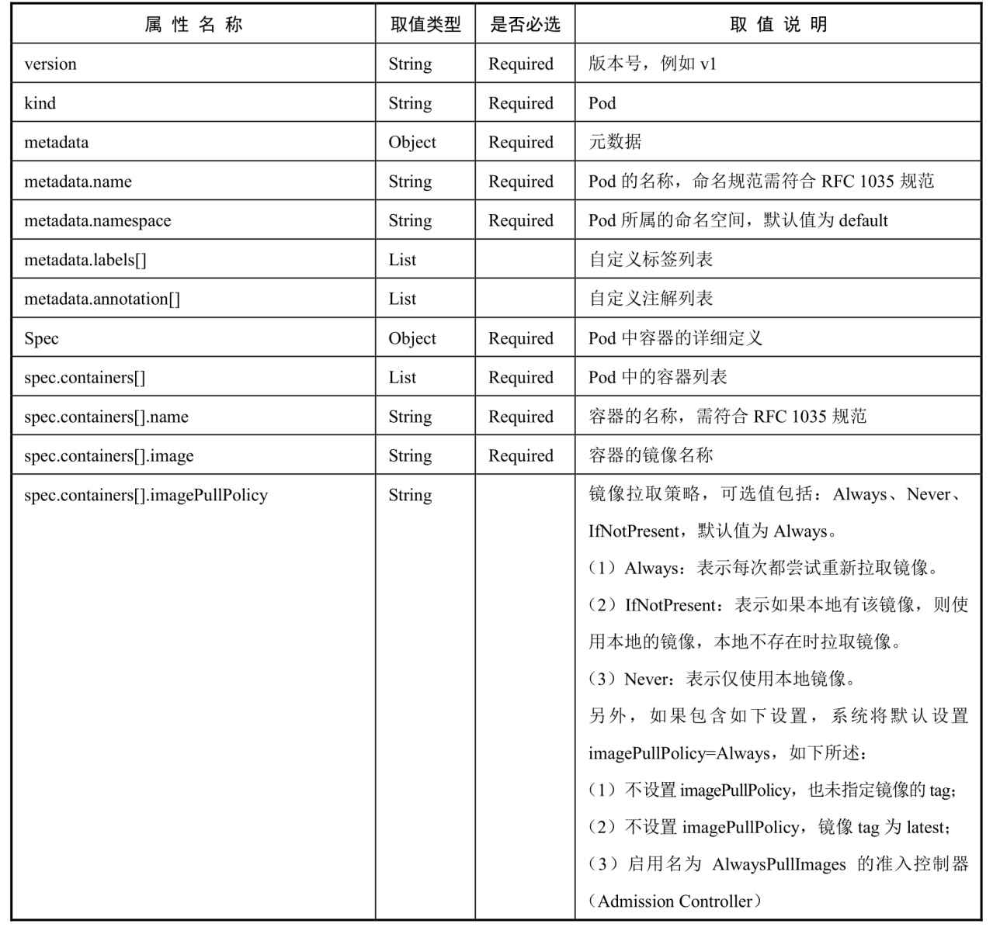 属性名称 取值类型 是否必选 取值说明
version String Required 版本号，例如 v1
kind String Required Pod
metadata Object Required 元数据
metadata.name String Required Pod 的名称，命名规范需符合 RFC 1035 规范
metadata.namespace String Required Pod 所属的命名空间，默认值为 default
metadata.labels[] List 自定义标签列表
metadata.annotation[] List 自定义注解列表
Spec Object Required Pod 中容器的详细定义
spec.containers[] List Required Pod 中的容器列表
spec.containers[].name String Required 容器的名称，需符合 RFC 1035 规范
spec.containers[].image String Required 容器的镜像名称
spec.containers[].imagePullPolicy String 镜像拉取策略，可选值包括：Always、Never、
IfNotPresent，默认值为 Always。
（1）Always：表示每次都尝试重新拉取镜像。
（2）IfNotPresent：表示如果本地有该镜像，则使
用本地的镜像，本地不存在时拉取镜像。
（3）Never：表示仅使用本地镜像。
另外，如果包含如下设置，系统将默认设置
imagePullPolicy=Always，如下所述：
（1）不设置 imagePullPolicy，也未指定镜像的 tag；
（2）不设置 imagePullPolicy，镜像 tag 为 latest；
（3）启用名为 AlwaysPullImages 的准入控制器
（Admission Controller）